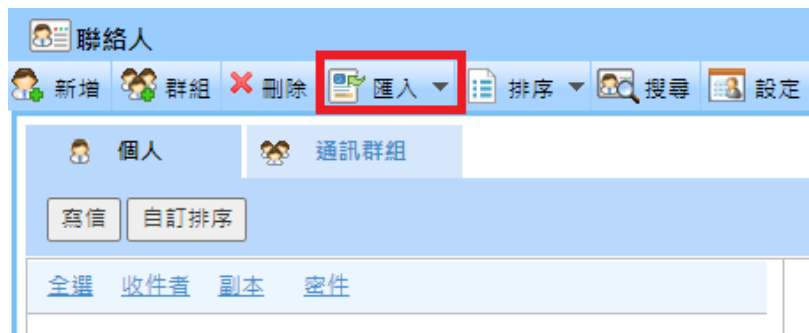 聯絡人
新增 群組 刪除 匯入 排序 搜尋 設定
個人 通訊群組
寫信 自訂排序
全選 收件者 副本 密件